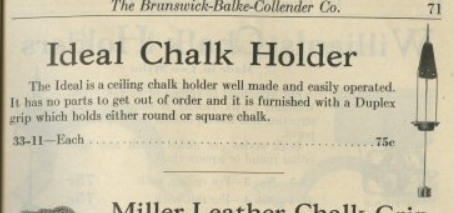 The Brunswick-Balke-Collender Co. 71
Ideal Chalk Holder
The Ideal is a ceiling chalk holder well made and easily operated.
It has no parts to get out of order and it is furnished with a Duplex
grip which holds either round or square chalk.
33-11—Each ........................................................75c
Miller Leather Chalk Grip